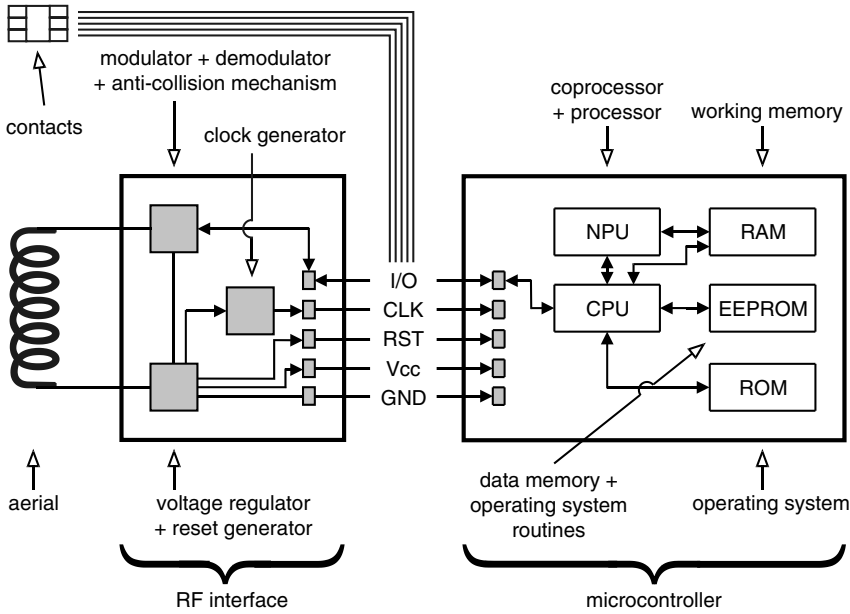 modulator + demodulator
+ anti-collision mechanism
contacts
clock generator
coprocessor
+ processor
working memory
NPU
RAM
I/O
CLK
RST
Vcc
GND
CPU
EEPROM
ROM
aerial
voltage regulator
+ reset generator
data memory +
operating system
routines
operating system
RF interface
microcontroller